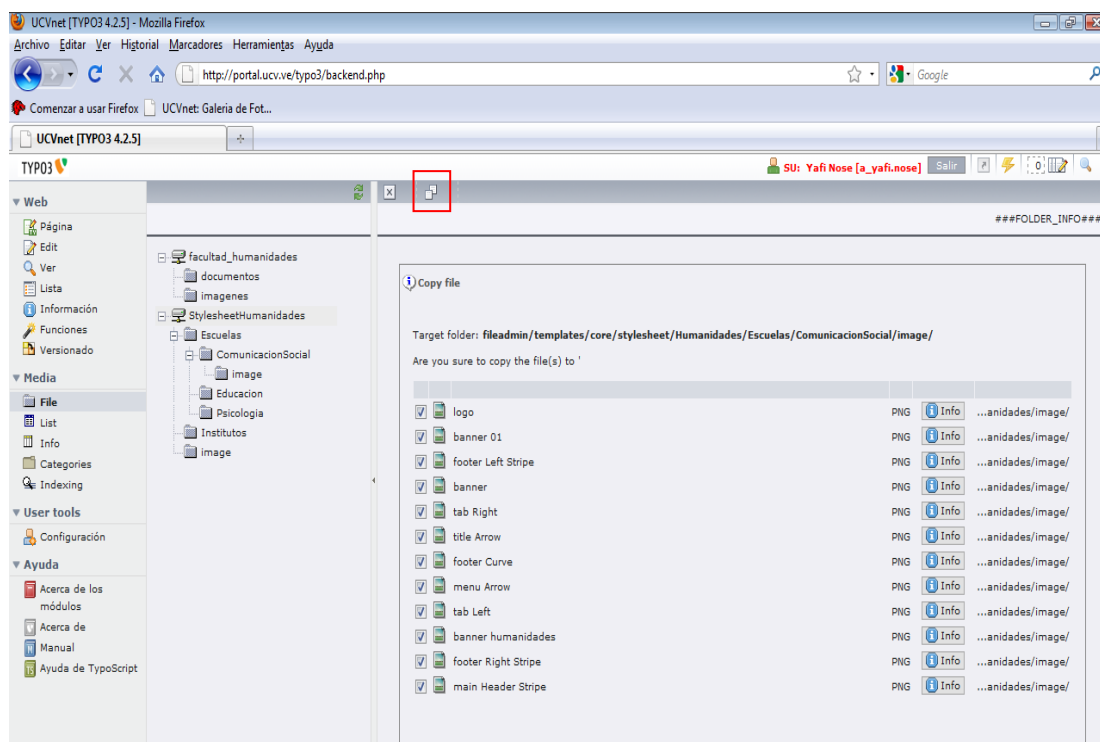 UCVnet [TYPO3 4.2.5] - Mozilla Firefox
Archivo Editar Ver Historial Marcadores Herramientas Ayuda
http://portal.ucv.ve/typo3/backend.php
Google
Comenzar a usar Firefox UCVnet: Galeria de Fot...
UCVnet [TYPO3 4.2.5]
TYPO3 SU: Yafi Nose [a_yafi.nose] Salir 0
Web
Página
Edit
Ver
Lista
Información
Funciones
Versionado
Media
File
List
Info
Categories
Indexing
User tools
Configuración
Ayuda
Acerca de los
módulos
Acerca de
Manual
Ayuda de TypoScript
facultad_humanidades
documentos
imagenes
StylesheetHumanidades
Escuelas
ComunicacionSocial
image
Educacion
Psicologia
Institutos
image
###FOLDER_INFO###
Copy file
Target folder: fileadmin/templates/core/stylesheet/Humanidades/Escuelas/ComunicacionSocial/image/
Are you sure to copy the file(s) to '
logo PNG Info ...anidades/image/
banner 01 PNG Info ...anidades/image/
footer Left Stripe PNG Info ...anidades/image/
banner PNG Info ...anidades/image/
tab Right PNG Info ...anidades/image/
title Arrow PNG Info ...anidades/image/
footer Curve PNG Info ...anidades/image/
menu Arrow PNG Info ...anidades/image/
tab Left PNG Info ...anidades/image/
banner humanidades PNG Info ...anidades/image/
footer Right Stripe PNG Info ...anidades/image/
main Header Stripe PNG Info ...anidades/image/